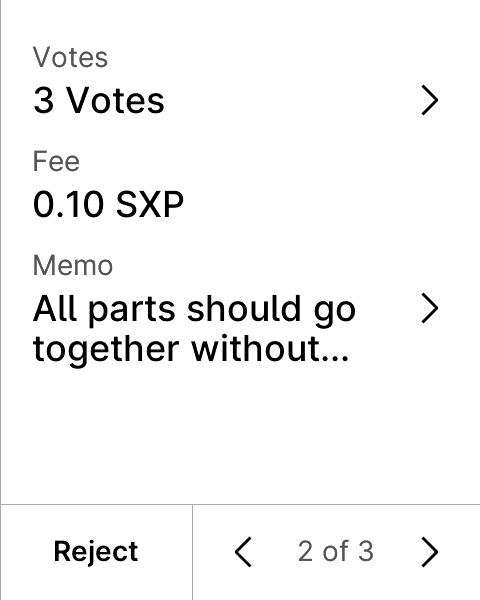 Votes
3 Votes
Fee
0.10 SXP
Memo
All parts should go
together without...
Reject
2 of 3